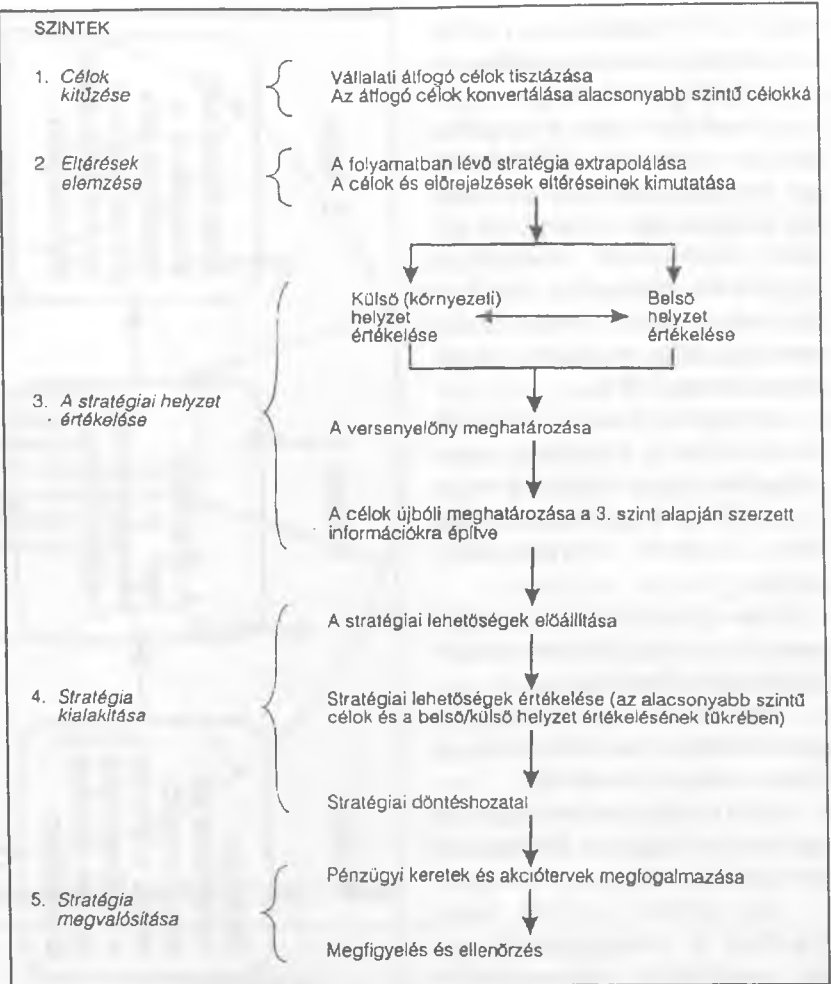 SZINTEK
1. Célok
kitűzése
Vállalati átfogó célok tisztázása
Az átfogó célok konvertálása alacsonyabb szintű célokká
2 Eltérések
elemzése
A folyamatban lévő stratégia extrapolálása
A célok és előrejelzések eltéréseinek kimutatása
Külső (környezeti)
helyzet
értékelése
Belső
helyzet
értékelése
3. A stratégiai helyzet
értékelése
A versenyelőny meghatározása
A célok újbóli meghatározása a 3. szint alapján szerzett
információkra építve
4. Stratégia
kialakítása
A stratégiai lehetőségek előállítása
Stratégiai lehetőségek értékelése (az alacsonyabb szintű
célok és a belső/külső helyzet értékelésének tükrében)
Stratégiai döntéshozatal
5. Stratégia
megvalósítása
Pénzügyi keretek és akciótervek megfogalmazása
Megfigyelés és ellenőrzés